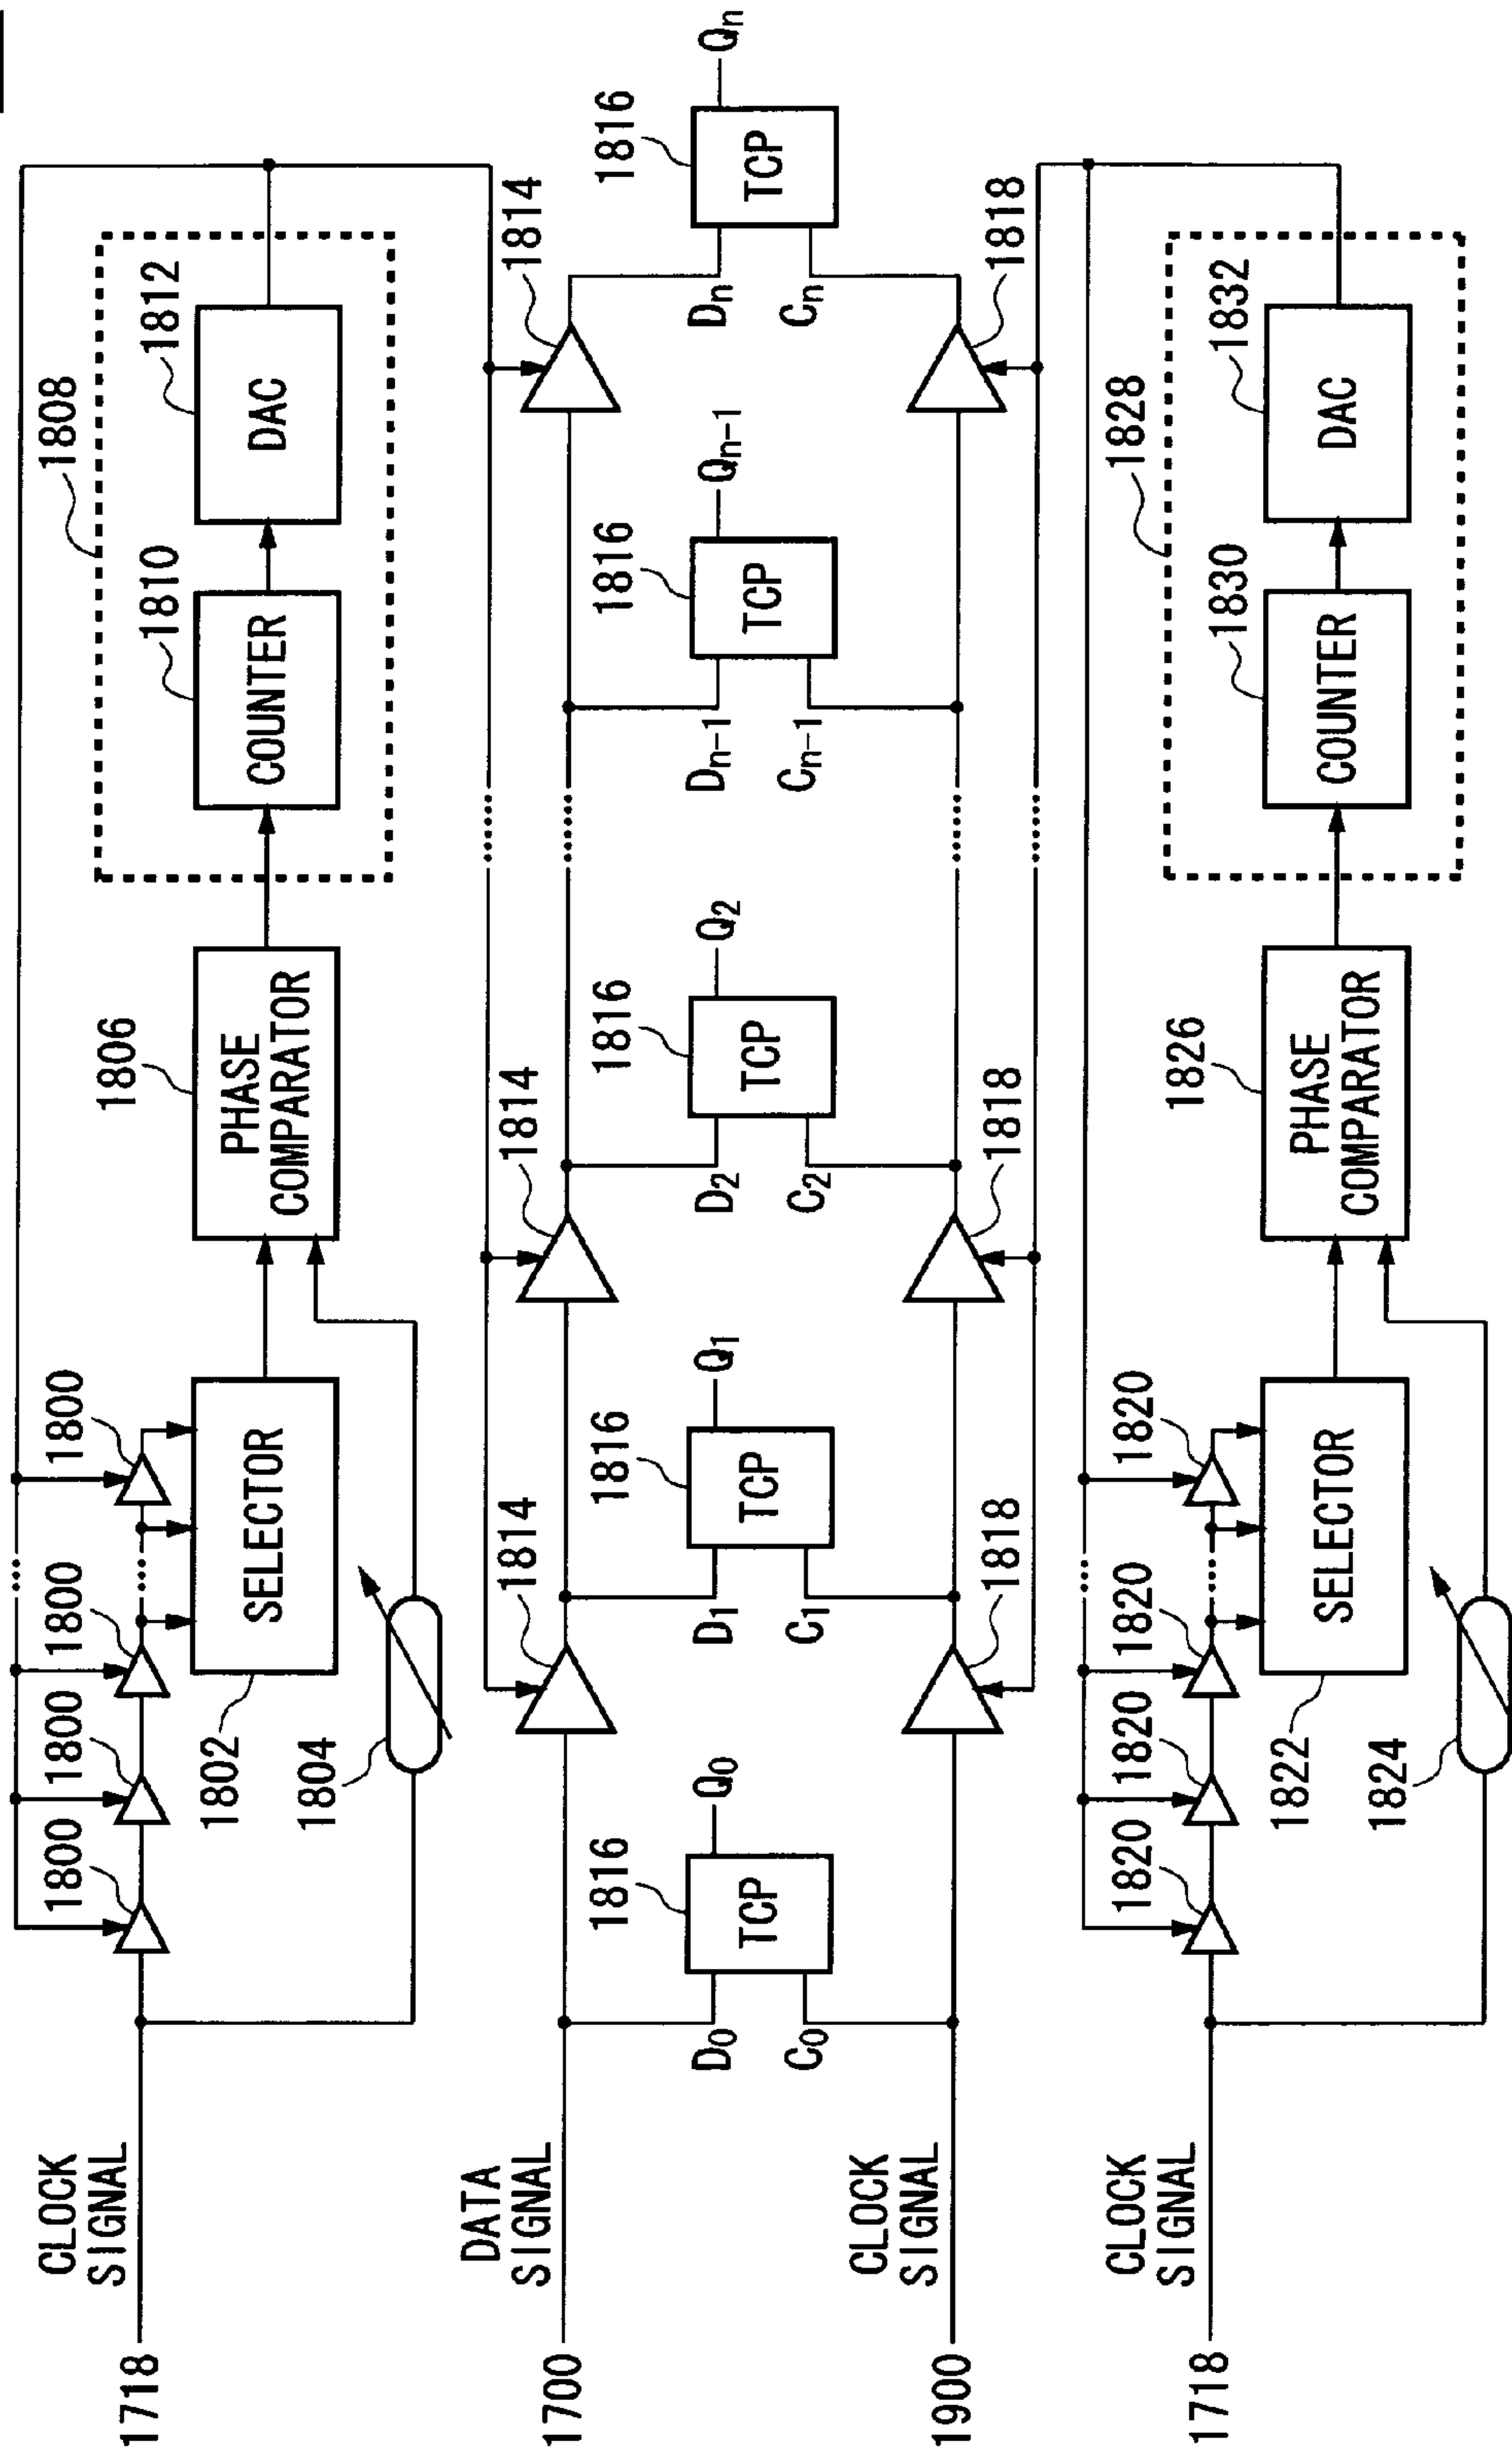 1808
1810
1812
1806
COUNTER
DAC
PHASE
COMPARATOR
1800
1800
1800
1800
SELECTOR
1802
1804
CLOCK
SIGNAL
1718
1814
1814
1814
DATA
SIGNAL
1700
1816
1816
1816
1816
1816
TCP
TCP
TCP
TCP
TCP
Q0
Q1
Q2
Qn-1
Qn
D0
D1
D2
Dn-1
Dn
C0
C1
C2
Cn-1
Cn
1818
1818
1818
CLOCK
SIGNAL
1900
1828
1830
1832
1826
COUNTER
DAC
PHASE
COMPARATOR
1820
1820
1820
1820
SELECTOR
1822
1824
CLOCK
SIGNAL
1718